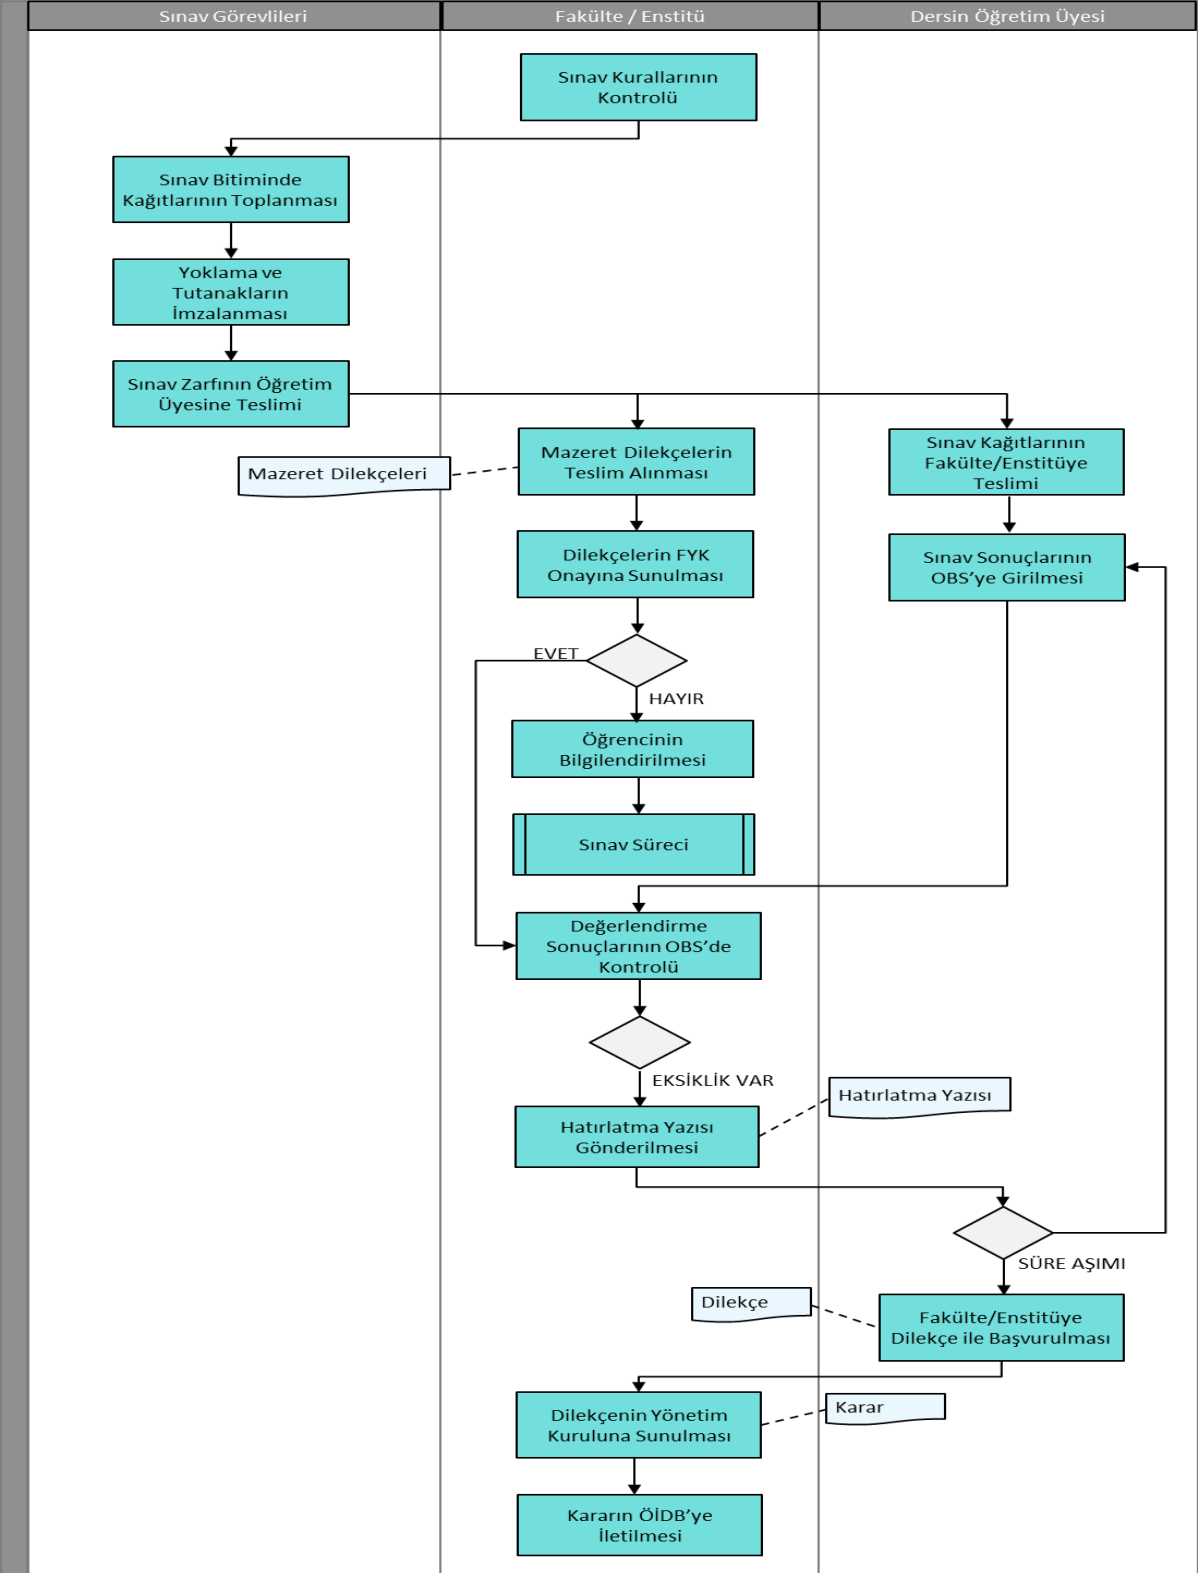 Sınav Görevlileri
Fakülte / Enstitü
Dersin Öğretim Üyesi
Sınav Kurallarının
Kontrolü
Sınav Bitiminde
Kağıtlarının Toplanması
Yoklama ve
Tutanakların
İmzalanması
Sınav Zarfının Öğretim
Üyesine Teslimi
Mazeret Dilekçelerin
Teslim Alınması
Mazeret Dilekçeleri
Sınav Kağıtlarının
Fakülte/Enstitüye
Teslimi
Dilekçelerin FYK
Onayına Sunulması
Sınav Sonuçlarının
OBS’ye Girilmesi
EVET
HAYIR
Öğrencinin
Bilgilendirilmesi
Sınav Süreci
Değerlendirme
Sonuçlarının OBS’de
Kontrolü
EKSİKLİK VAR
Hatırlatma Yazısı
Hatırlatma Yazısı
Gönderilmesi
SÜRE AŞIMI
Dilekçe
Fakülte/Enstitüye
Dilekçe ile Başvurulması
Karar
Dilekçenin Yönetim
Kuruluna Sunulması
Kararın ÖİDB’ye
İletilmesi